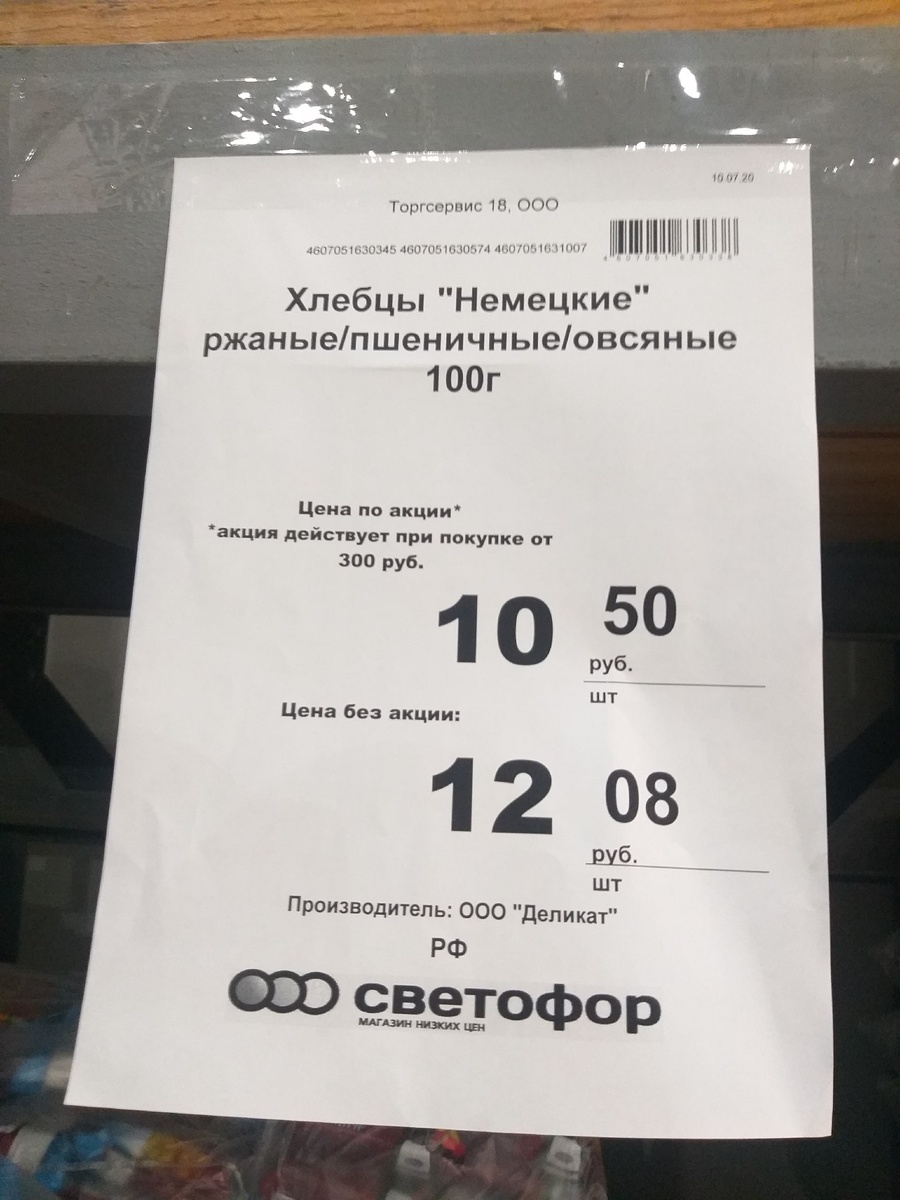 10.07.20
Торгсервис 18, ООО
4607051630345 4607051630574 4607051631007
Хлебцы "Немецкие"
ржаные/пшеничные/овсяные
100г
Цена по акции*
*акция действует при покупке от
300 руб.
10 50
руб.
шт
Цена без акции:
12 08
руб.
шт
Производитель: ООО "Деликат"
РФ
светофор
МАГАЗИН НИЗКИХ ЦЕН